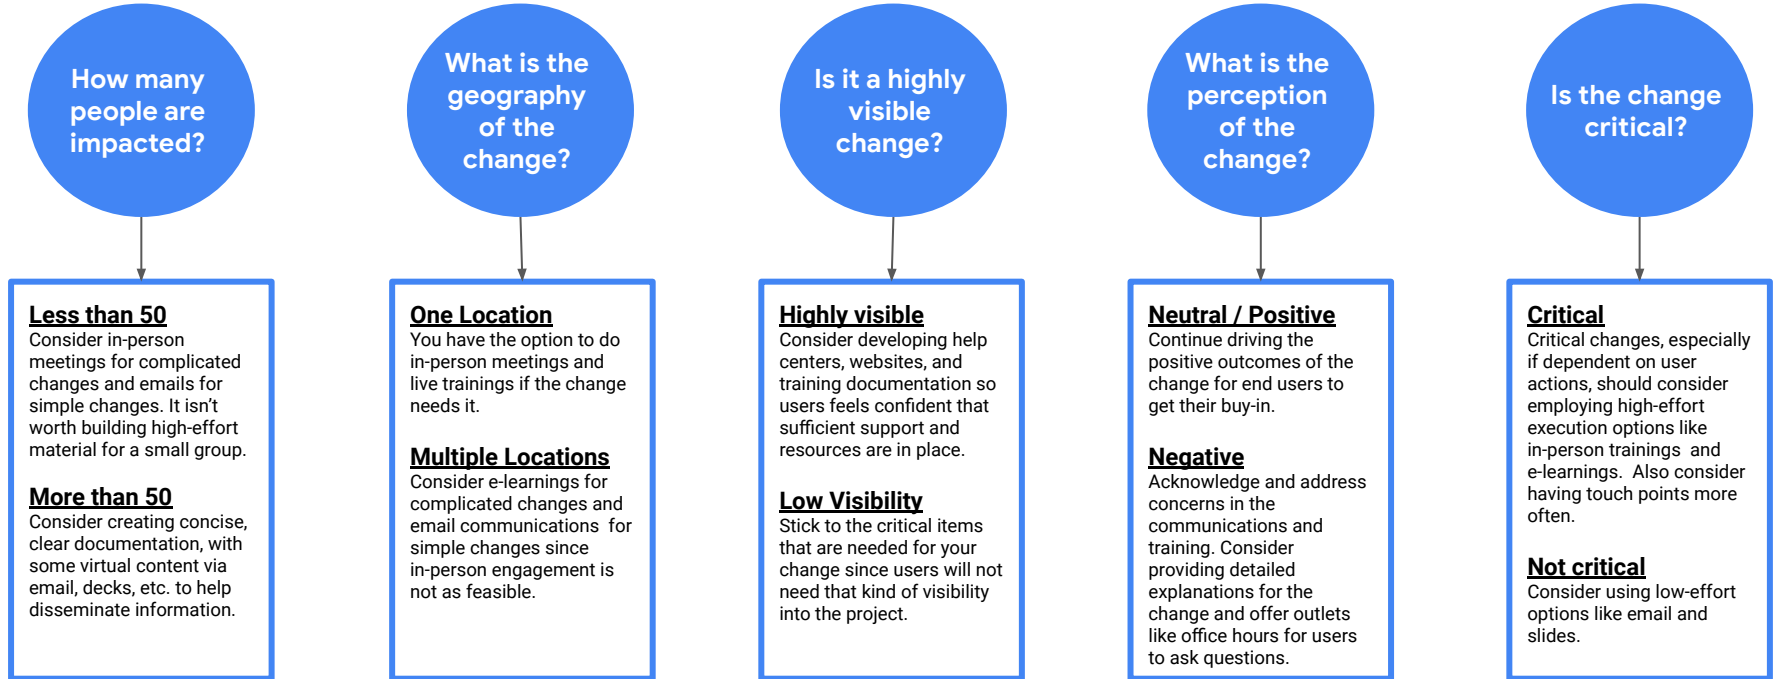 How many
people are
impacted?
What is the
geography
of the
change?
Is it a highly
visible
change?
What is the
perception
of the
change?
Is the change
critical?
Less than 50
Consider in-person
meetings for complicated
changes and emails for
simple changes. It isn’t
worth building high-effort
material for a small group.
More than 50
Consider creating concise,
clear documentation, with
some virtual content via
email, decks, etc. to help
disseminate information.
One Location
You have the option to do
in-person meetings and
live trainings if the change
needs it.
Multiple Locations
Consider e-learnings for
complicated changes and
email communications for
simple changes since
in-person engagement is
not as feasible.
Highly visible
Consider developing help
centers, websites, and
training documentation so
users feels confident that
sufficient support and
resources are in place.
Low Visibility
Stick to the critical items
that are needed for your
change since users will not
need that kind of visibility
into the project.
Neutral / Positive
Continue driving the
positive outcomes of the
change for end users to
get their buy-in.
Negative
Acknowledge and address
concerns in the
communications and
training. Consider
providing detailed
explanations for the
change and offer outlets
like office hours for users
to ask questions.
Critical
Critical changes, especially
if dependent on user
actions, should consider
employing high-effort
execution options like
in-person trainings and
e-learnings. Also consider
having touch points more
often.
Not critical
Consider using low-effort
options like email and
slides.